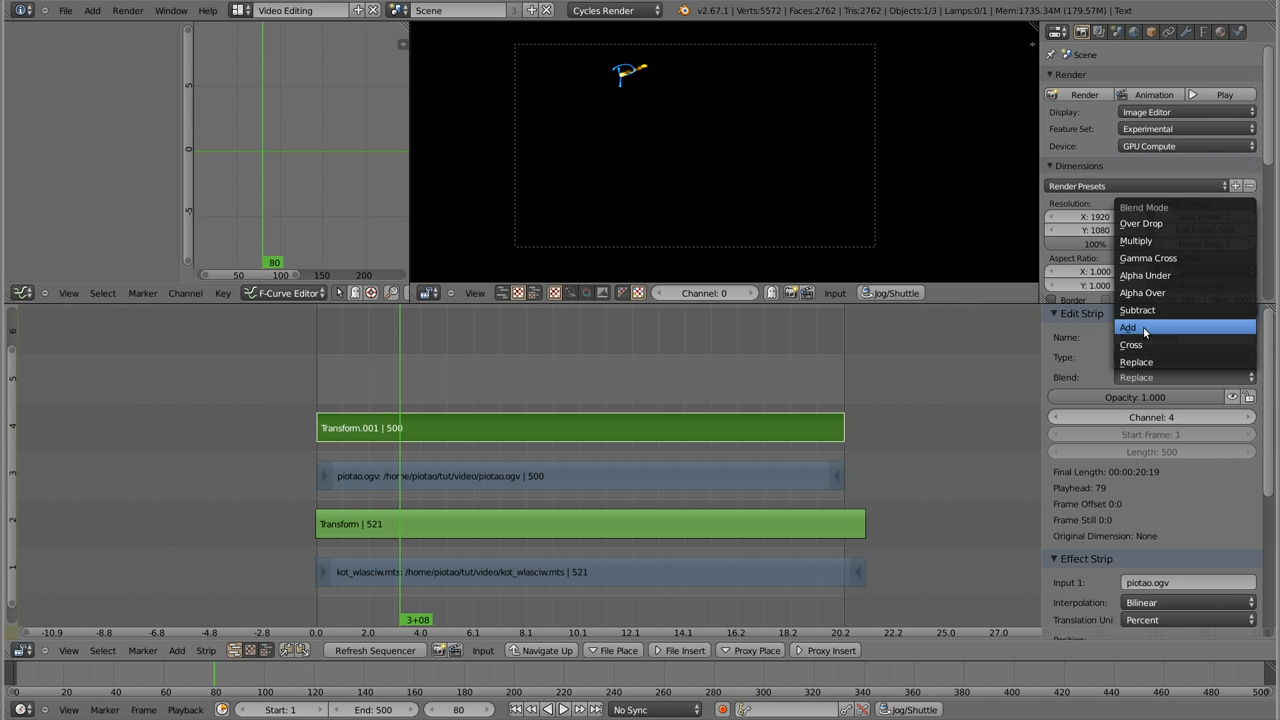 File Render Window Help Video Editing Scene 3 Cycles Render v2.67.1 | Verts:5572 | Faces:2762 | Tris:2762 | Objects:1/3 | Lamps:0/1 | Mem:1735.34M (179.57M) | Text
Scene
Render
Render Animation Play
Display: Image Editor
Feature Set: Experimental
Device: GPU Compute
Dimensions
Render Presets
Resolution:
X: 1920
Y: 1080
100%
Aspect Ratio:
X: 1.000
Y: 1.000
Border
Blend Mode
Over Drop
Multiply
Gamma Cross
Alpha Under
Alpha Over
Subtract
Add
Cross
Replace
5
0
-5
80
50 100 150 200
View Select Marker Channel Key F-Curve Editor
View Channel: 0 Input Jog/Shuttle
Edit Strip
Name:
Type:
Blend: Replace
Opacity: 1.000
Channel: 4
Start Frame: 1
Length: 500
Final Length: 00:00:20:19
Playhead: 79
Frame Offset 0:0
Frame Still 0:0
Original Dimension: None
Effect Strip
Input 1: piotao.ogv
Interpolation: Bilinear
Translation Uni Percent
6
5
4
3
2
1
Transform.001 | 500
piotao.ogv: /home/piotao/tut/video/piotao.ogv | 500
Transform | 521
kot_wlasciw.mts: /home/piotao/tut/video/kot_wlasciw.mts | 521
3+08
-10.9 -8.8 -6.8 -4.8 -2.8 0.0 2.0 4.0 6.1 8.1 10.1 12.1 14.1 16.1 18.2 20.2 22.2 25.0 27.0
View Select Marker Add Strip Refresh Sequencer Input Navigate Up File Place File Insert Proxy Place Proxy Insert
0 20 40 60 80 100 120 140 160 180 200 220 240 260 280 300 320 340 360 380 400 420 440 460 480 500
View Marker Frame Playback Start: 1 End: 500 80 No Sync Jog/Shuttle